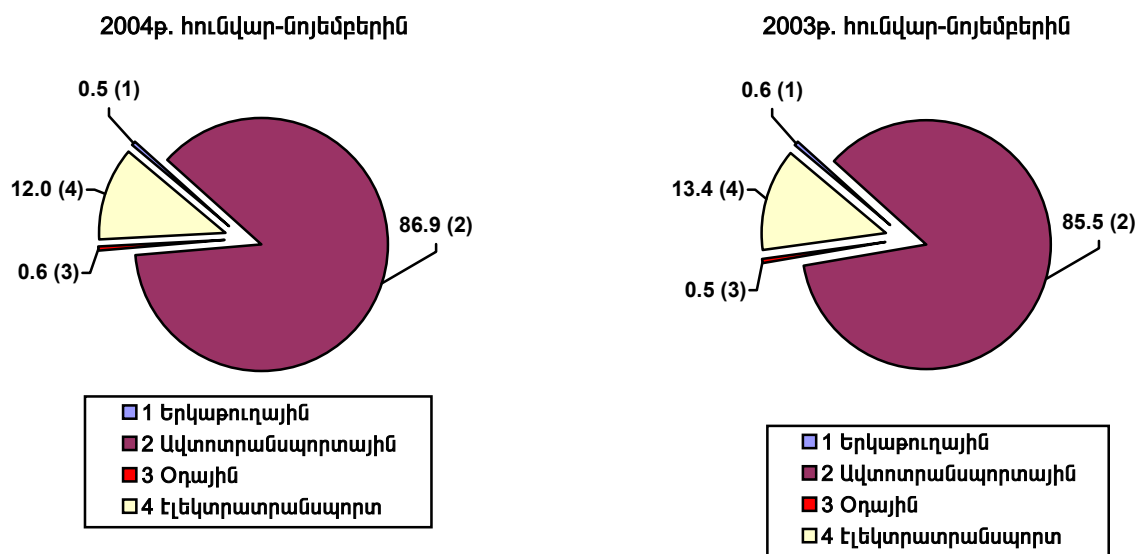 2004թ. հունվար-նոյեմբերին
0.5 (1)
12.0 (4)
86.9 (2)
0.6 (3)
1 Երկաթուղային
2 Ավտոտրանսպորտային
3 Օդային
4 Էլեկտրատրանսպորտ
2003թ. հունվար-նոյեմբերին
0.6 (1)
13.4 (4)
85.5 (2)
0.5 (3)
1 Երկաթուղային
2 Ավտոտրանսպորտային
3 Օդային
4 Էլեկտրատրանսպորտ